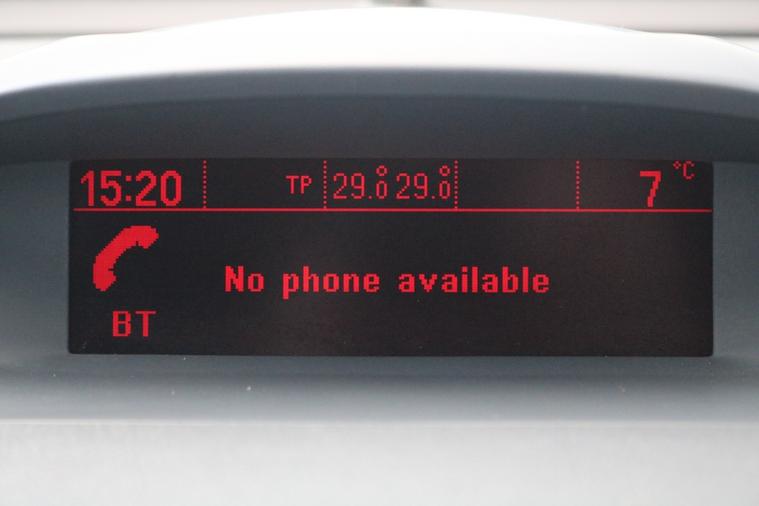 15:20 TP 29.0° 29.0° 7 °C
No phone available
BT